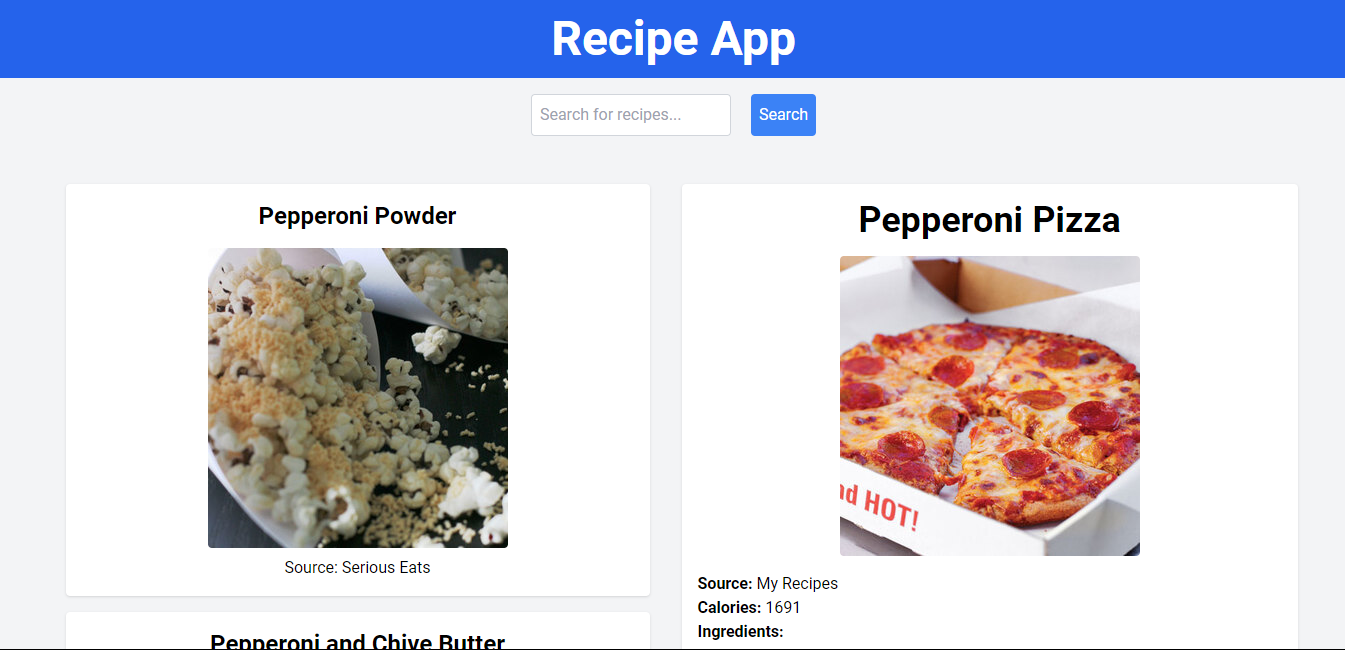 Recipe App
Search for recipes...
Search
Pepperoni Powder
Source: Serious Eats
Pepperoni and Chive Butter
Pepperoni Pizza
HOT!
Source: My Recipes
Calories: 1691
Ingredients: